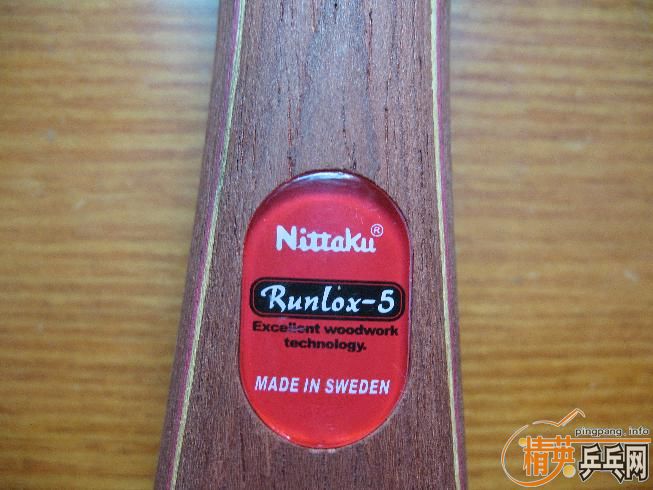 Nittaku®
Runlox-5
Excellent woodwork
technology.
MADE IN SWEDEN
pingpang.info
精英乒乓网